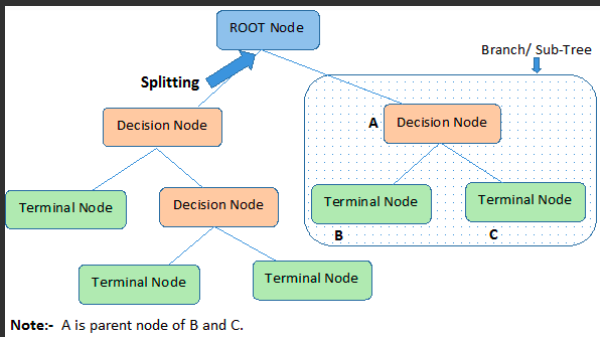 ROOT Node
Branch/ Sub-Tree
Splitting
Decision Node
A
Decision Node
Terminal Node
Decision Node
Terminal Node
Terminal Node
B
C
Terminal Node
Terminal Node
Note:- A is parent node of B and C.